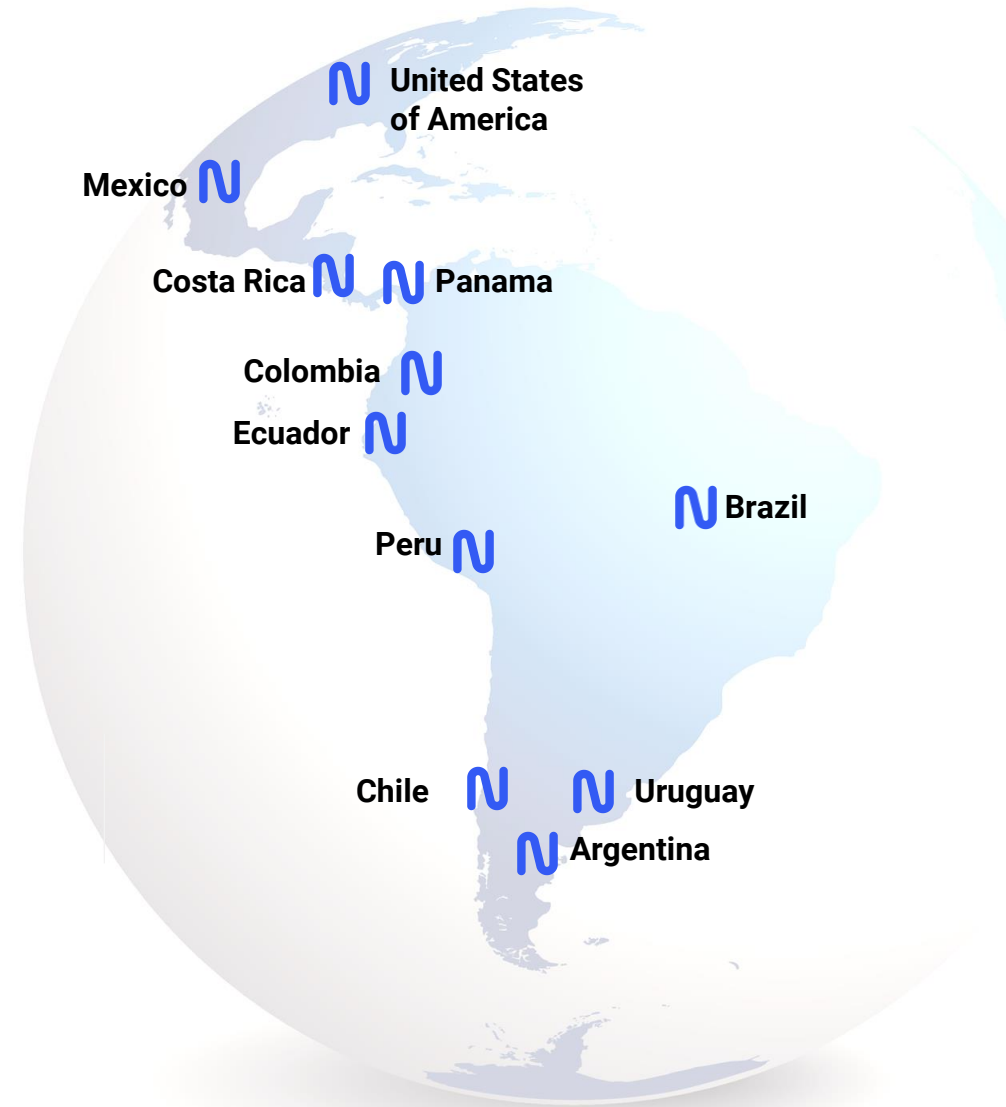 United States
of America
Mexico
Costa Rica
Panama
Colombia
Ecuador
Brazil
Peru
Chile
Uruguay
Argentina